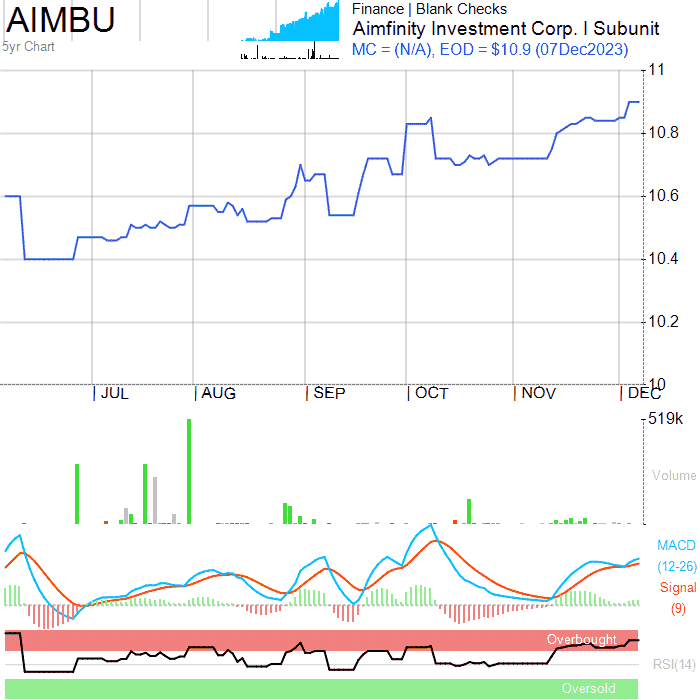 AIMBU
5yr Chart
Finance | Blank Checks
Aimfinity Investment Corp. I Subunit
MC = (N/A), EOD = $10.9 (07Dec2023)
11
10.8
10.6
10.4
10.2
10
JUL
AUG
SEP
OCT
NOV
DEC
519k
Volume
MACD
(12-26)
Signal
(9)
Overbought
RSI(14)
Oversold